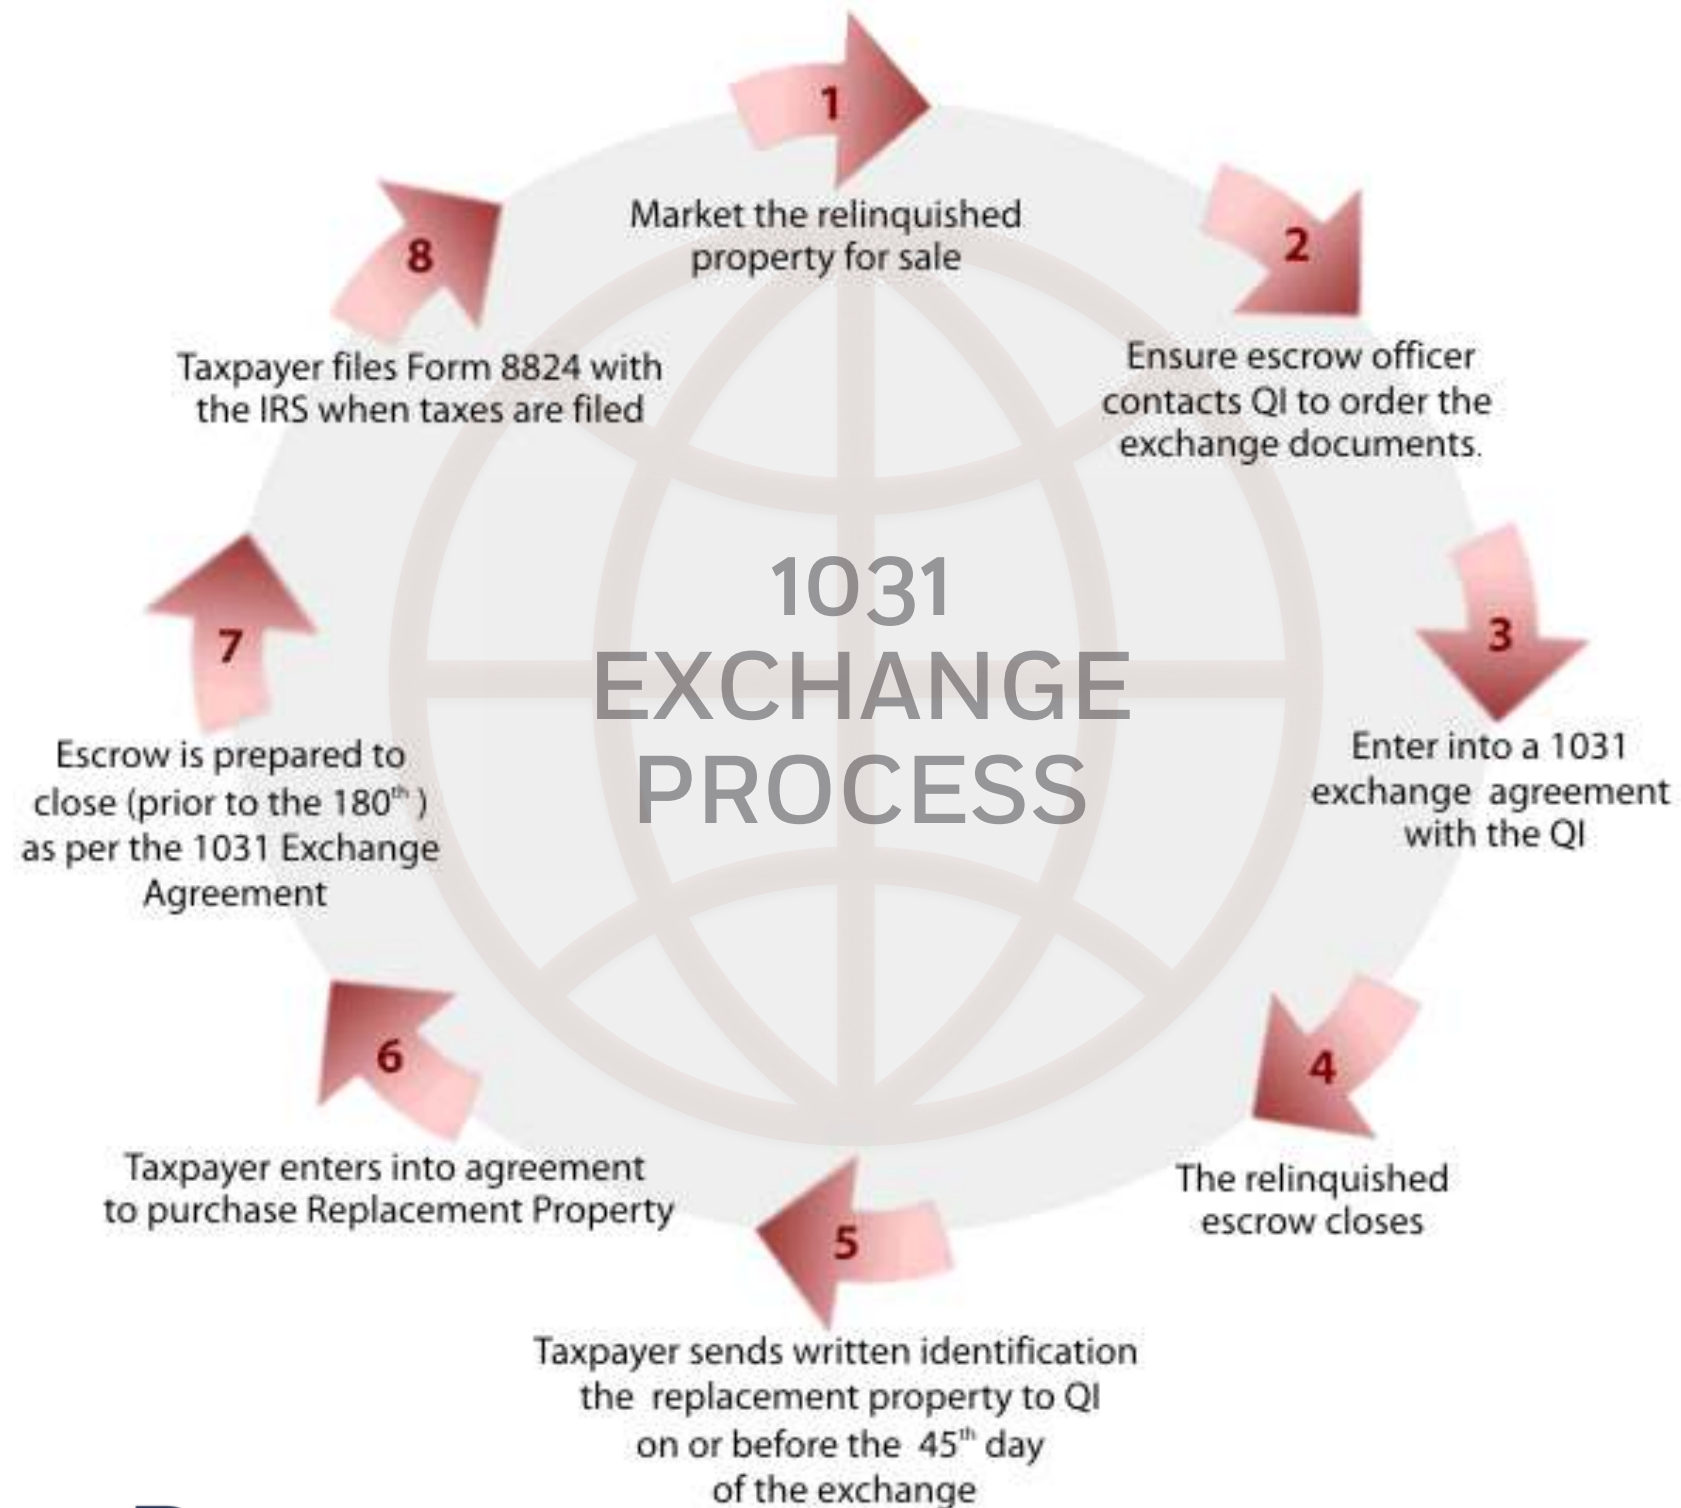 1
Market the relinquished
property for sale
2
Ensure escrow officer
contacts QI to order the
exchange documents.
3
Enter into a 1031
exchange agreement
with the QI
4
The relinquished
escrow closes
5
Taxpayer sends written identification
the replacement property to QI
on or before the 45th day
of the exchange
6
Taxpayer enters into agreement
to purchase Replacement Property
7
Escrow is prepared to
close (prior to the 180th )
as per the 1031 Exchange
Agreement
8
Taxpayer files Form 8824 with
the IRS when taxes are filed
1031
EXCHANGE
PROCESS